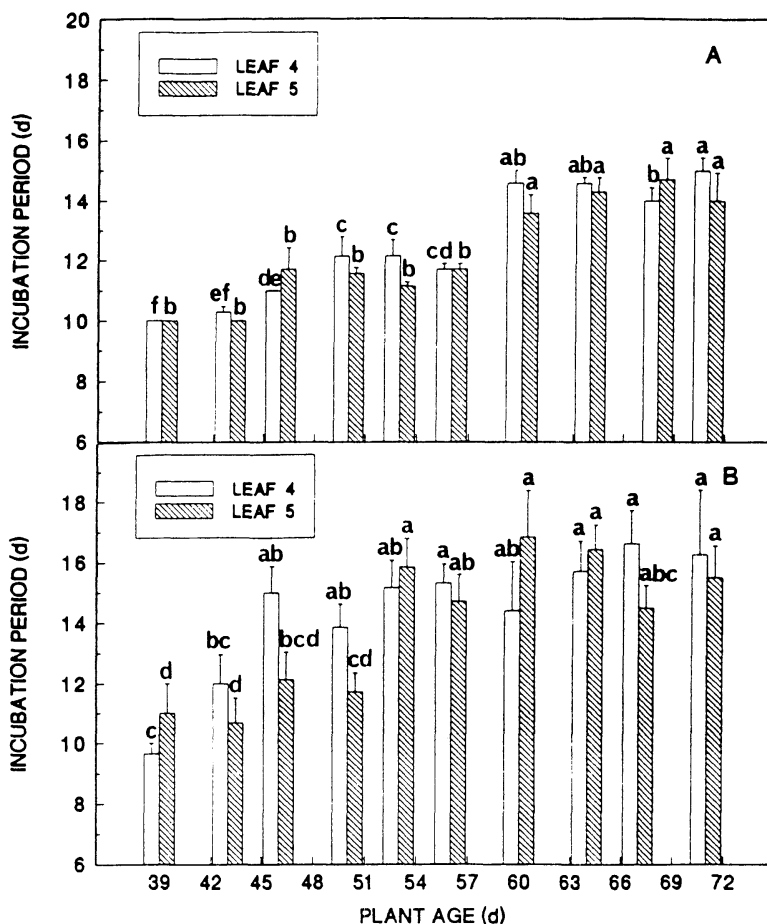 20
18
16
14
12
10
8
6
INCUBATION PERIOD (d)
LEAF 4
LEAF 5
A
f b
ef b
de b
c b
c b
cd b
ab a
ab a
b a
a a
18
16
14
12
10
8
6
INCUBATION PERIOD (d)
LEAF 4
LEAF 5
B
c d
bc d
ab bcd
ab cd
ab a
a ab
ab a
a a
a abc
a a
39 42 45 48 51 54 57 60 63 66 69 72
PLANT AGE (d)